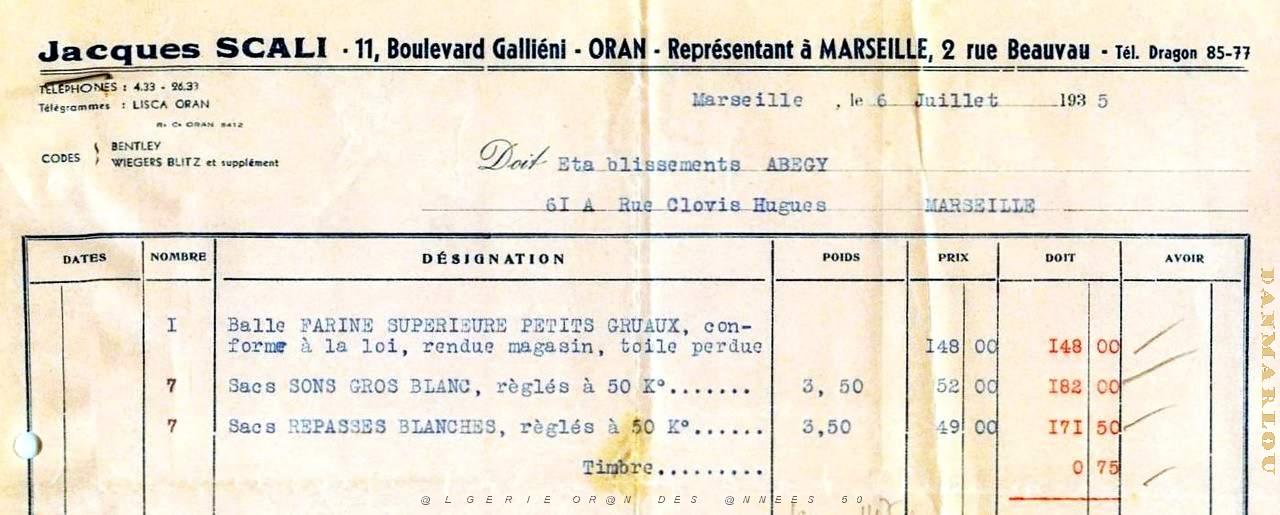 Jacques SCALI · 11, Boulevard Galliéni - ORAN - Représentant à MARSEILLE, 2 rue Beauvau - Tél. Dragon 85-77
TÉLÉPHONES : 4.33 - 26.33
Télégrammes : LISCA ORAN
R. C. ORAN 8412
CODES } BENTLEY
WIEGERS BLITZ et supplément
Marseille , le 6 Juillet 1935
Doit Eta blissements ABEGY
6I A Rue Clovis Hugues MARSEILLE
DATES NOMBRE DÉSIGNATION POIDS PRIX DOIT AVOIR
I Balle FARINE SUPERIEURE PETITS GRUAUX, con-
forme à la loi, rendue magasin, toile perdue I48 00 I48 00
7 Sacs SONS GROS BLANC, règlés à 50 K°....... 3, 50 52 00 I82 00
7 Sacs REPASSES BLANCHES, règlés à 50 K°...... 3,50 49 00 I7I 50
Timbre......... 0 75
@LGERIE OR@N DES @NNEES 50
DANMARLOU